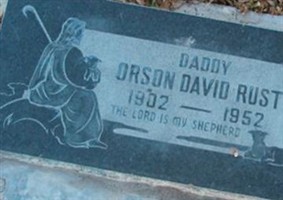 DADDY
ORSON DAVID RUST
1902 — 1952
THE LORD IS MY SHEPHERD